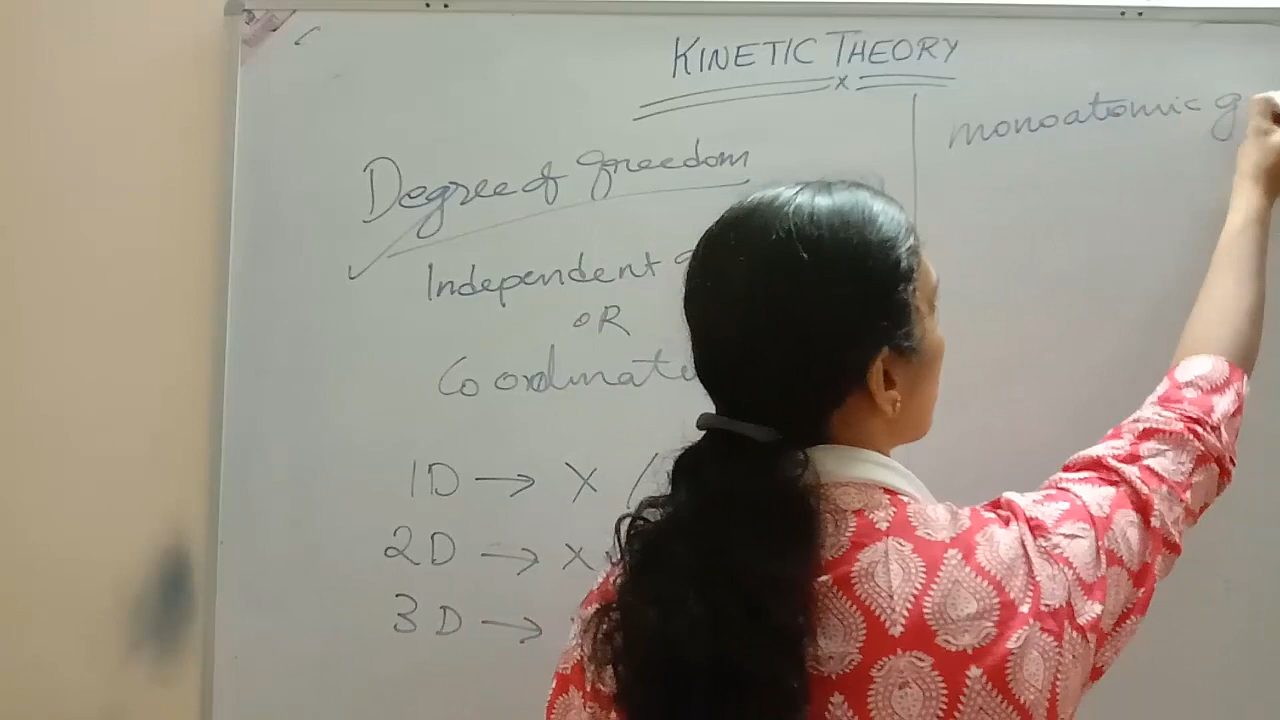 KINETIC THEORY
x
Degree of freedom
Independent
OR
Coordinate
1D → X /
2D → X
3D →
monoatomic g